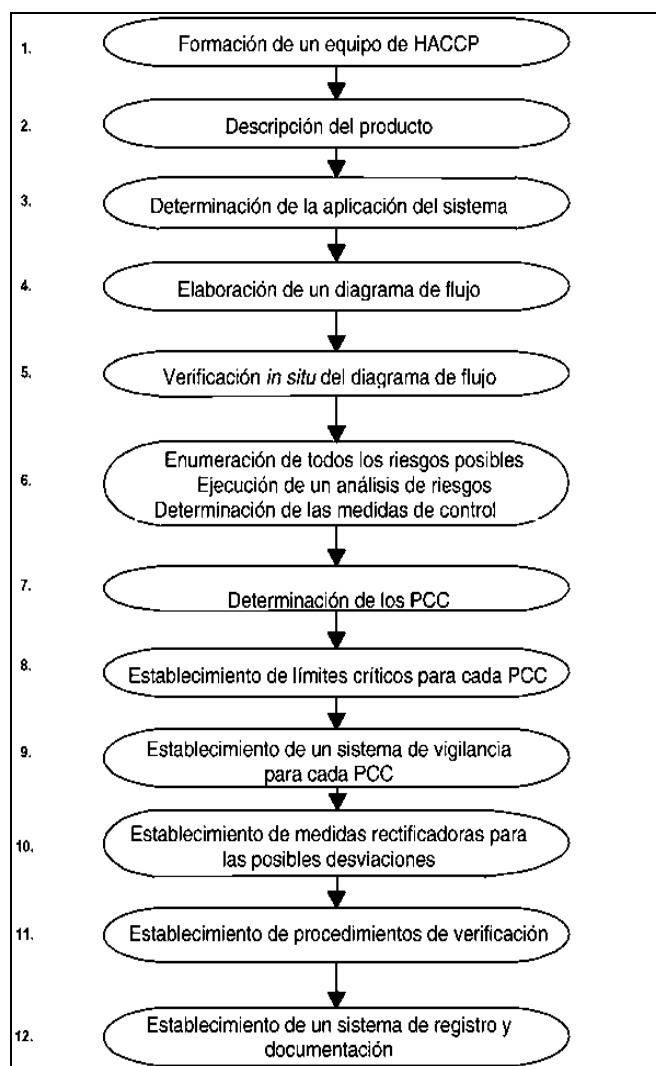 1. Formación de un equipo de HACCP
2. Descripción del producto
3. Determinación de la aplicación del sistema
4. Elaboración de un diagrama de flujo
5. Verificación in situ del diagrama de flujo
Enumeración de todos los riesgos posibles
6. Ejecución de un análisis de riesgos
Determinación de las medidas de control
7. Determinación de los PCC
8. Establecimiento de límites críticos para cada PCC
9. Establecimiento de un sistema de vigilancia
para cada PCC
10. Establecimiento de medidas rectificadoras para
las posibles desviaciones
11. Establecimiento de procedimientos de verificación
12. Establecimiento de un sistema de registro y
documentación